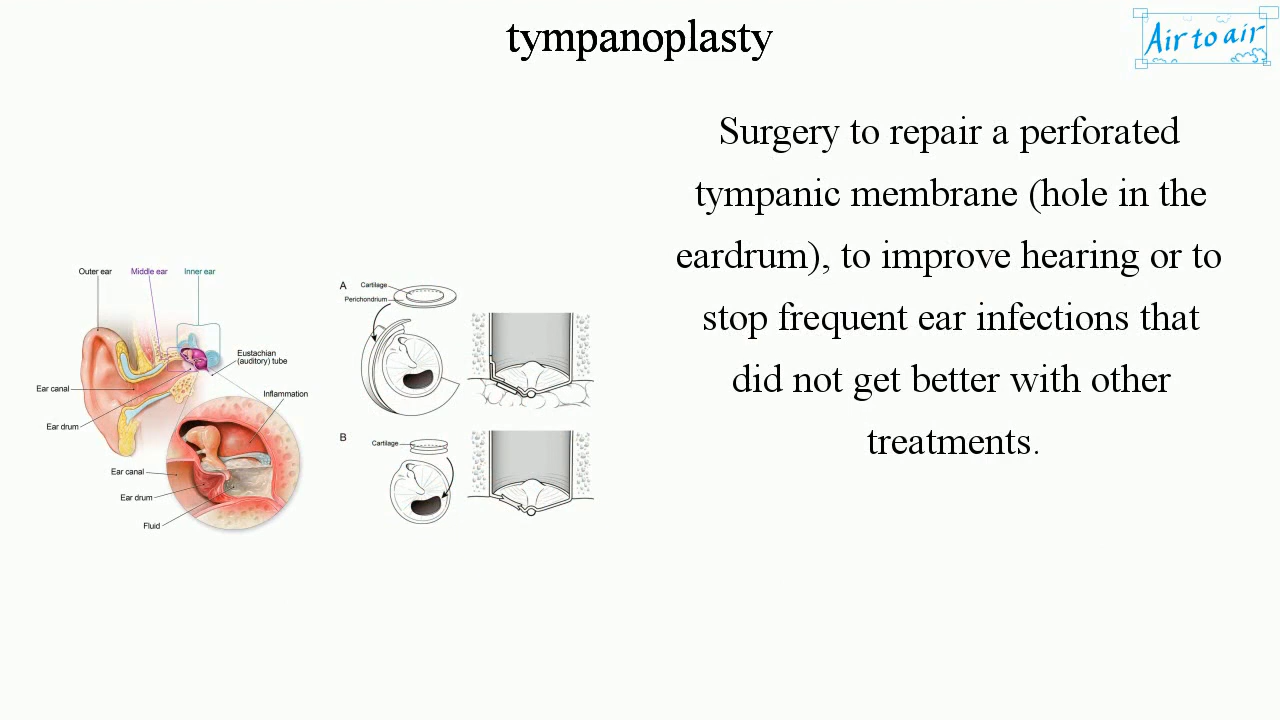 tympanoplasty
Air to air
Surgery to repair a perforated
tympanic membrane (hole in the
eardrum), to improve hearing or to
stop frequent ear infections that
did not get better with other
treatments.
Outer ear
Middle ear
Inner ear
Eustachian
(auditory) tube
Ear canal
Inflammation
Ear drum
Ear canal
Ear drum
Fluid
A
Cartilage
Perichondrium
B
Cartilage